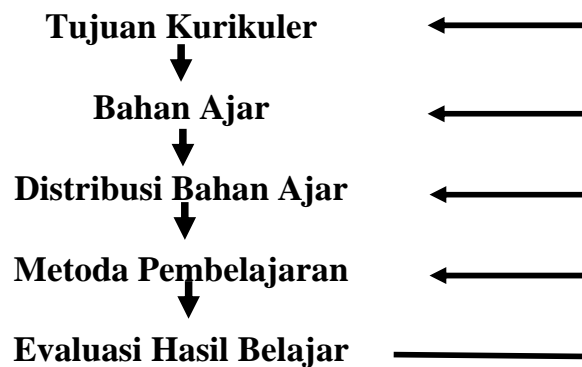 Tujuan Kurikuler
Bahan Ajar
Distribusi Bahan Ajar
Metoda Pembelajaran
Evaluasi Hasil Belajar